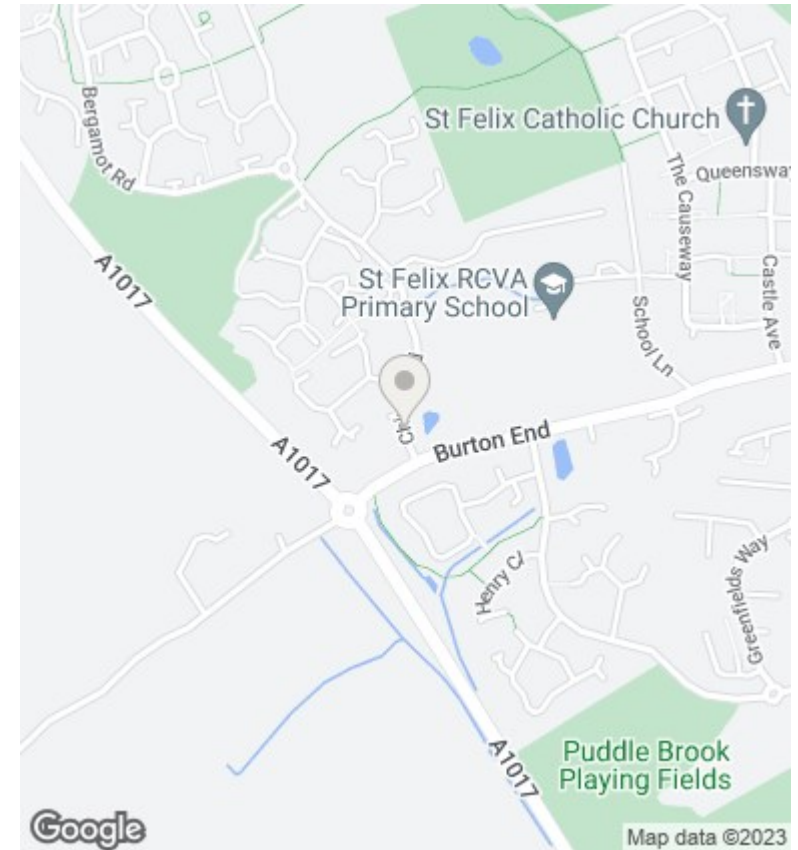 Bergamot Rd
St Felix Catholic Church
Queensway
The Causeway
A1017
St Felix RCVA
Primary School
Castle Ave
School Ln
Burton End
A1017
Greenfields Way
Henry Cl
Puddle Brook
Playing Fields
A1017
Google
Map data ©2023